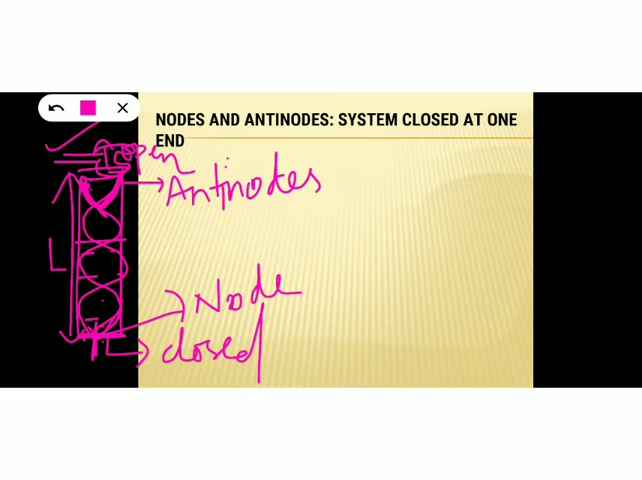 NODES AND ANTINODES: SYSTEM CLOSED AT ONE
END
open
Antinodes
L
Node
closed